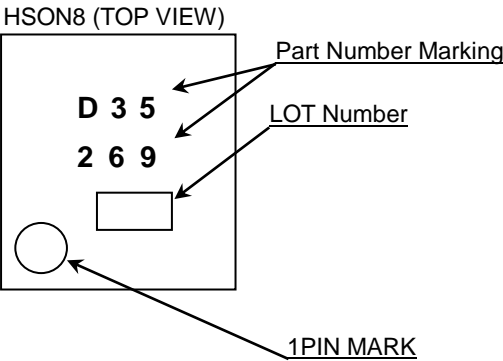 HSON8 (TOP VIEW)
Part Number Marking
D 3 5
LOT Number
2 6 9
1PIN MARK